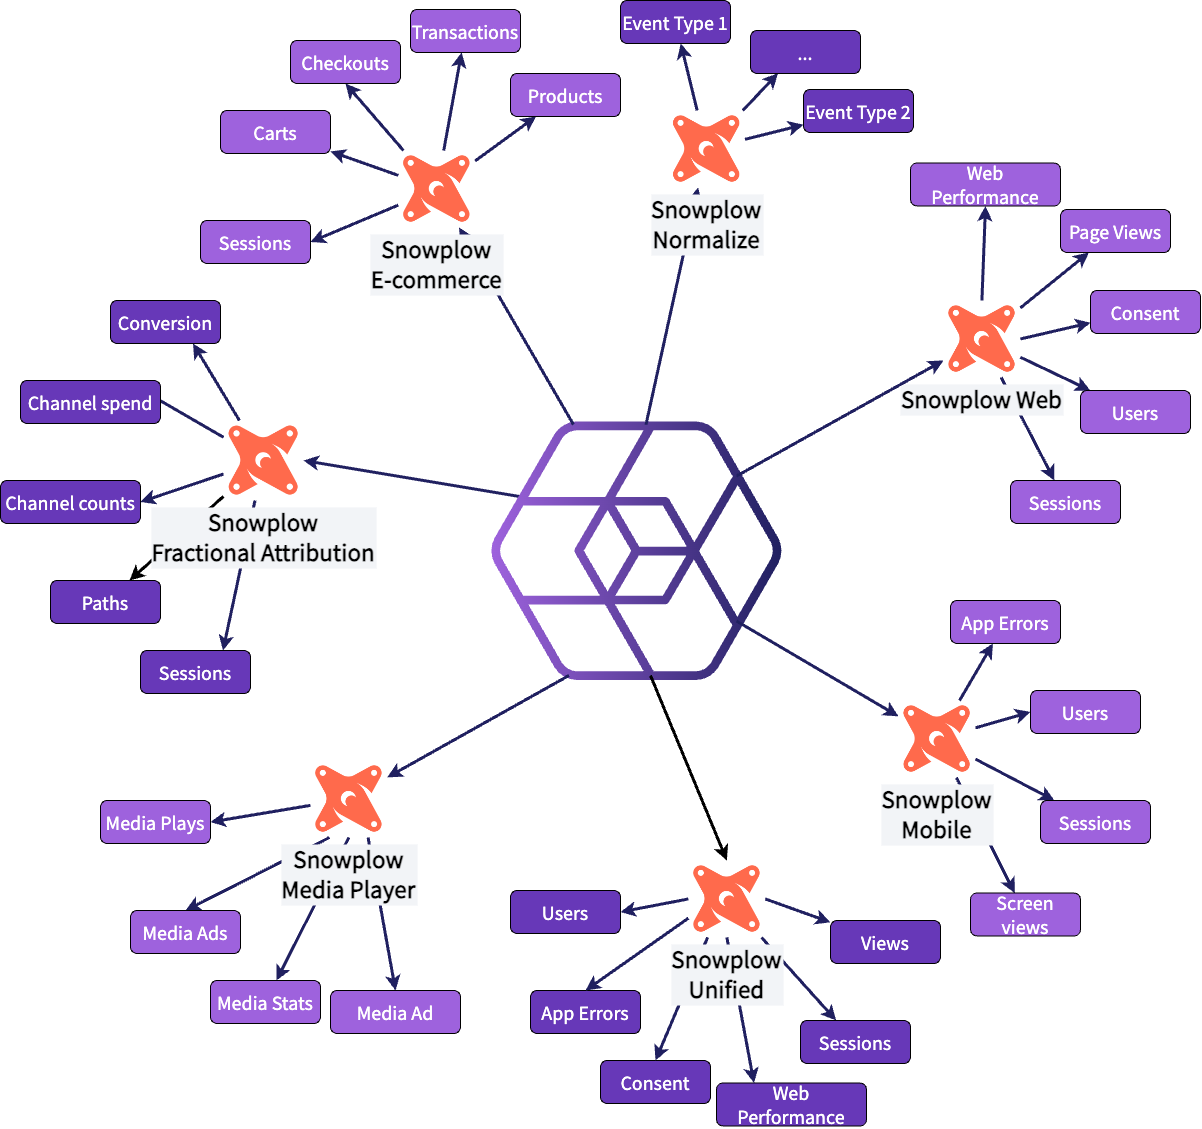 Transactions
Checkouts
Products
Carts
Sessions
Snowplow
E-commerce
Event Type 1
...
Event Type 2
Snowplow
Normalize
Web
Performance
Page Views
Consent
Users
Sessions
Snowplow Web
Conversion
Channel spend
Channel counts
Snowplow
Fractional Attribution
Paths
Sessions
App Errors
Users
Sessions
Screen
views
Snowplow
Mobile
Media Plays
Snowplow
Media Player
Media Ads
Media Stats
Media Ad
Users
Views
Snowplow
Unified
App Errors
Sessions
Consent
Web
Performance